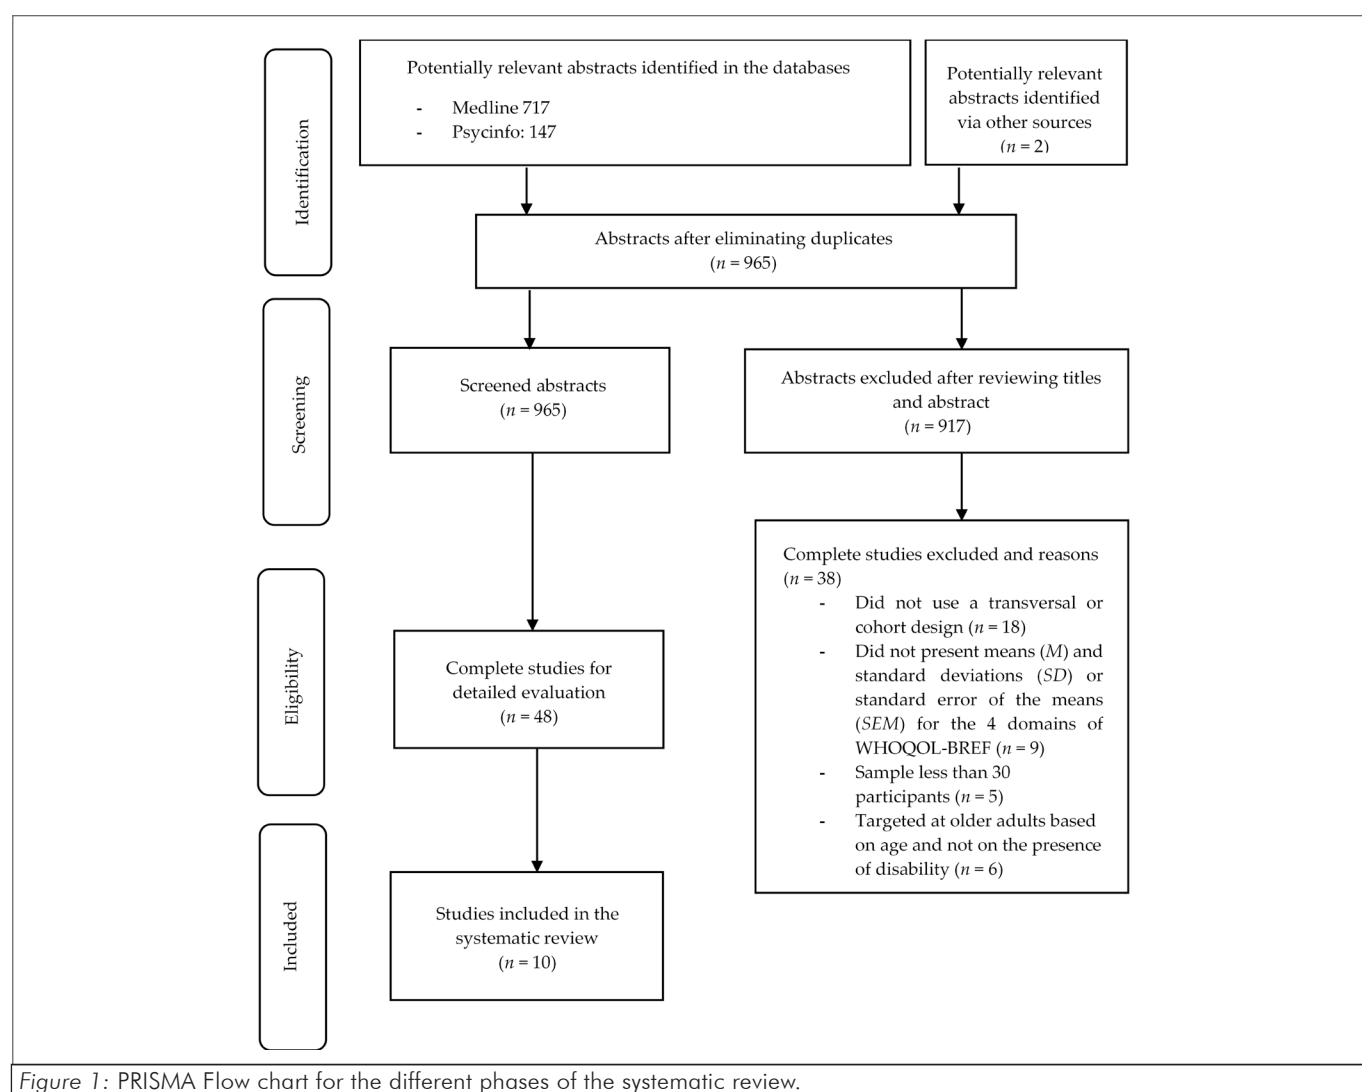 Identification
Potentially relevant abstracts identified in the databases
- Medline 717
- Psycinfo: 147
Potentially relevant
abstracts identified
via other sources
(n = 2)
Abstracts after eliminating duplicates
(n = 965)
Screening
Screened abstracts
(n = 965)
Abstracts excluded after reviewing titles
and abstract
(n = 917)
Eligibility
Complete studies for
detailed evaluation
(n = 48)
Complete studies excluded and reasons
(n = 38)
- Did not use a transversal or
cohort design (n = 18)
- Did not present means (M) and
standard deviations (SD) or
standard error of the means
(SEM) for the 4 domains of
WHOQOL-BREF (n = 9)
- Sample less than 30
participants (n = 5)
- Targeted at older adults based
on age and not on the presence
of disability (n = 6)
Included
Studies included in the
systematic review
(n = 10)
Figure 1: PRISMA Flow chart for the different phases of the systematic review.